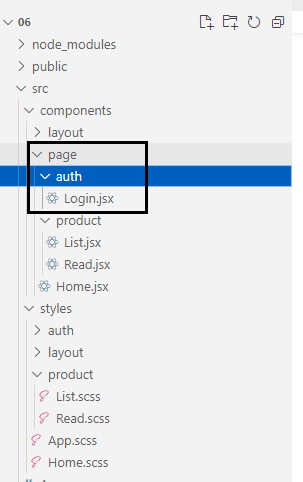 06
node_modules
public
src
components
layout
page
auth
Login.jsx
product
List.jsx
Read.jsx
Home.jsx
styles
auth
layout
product
List.scss
Read.scss
App.scss
Home.scss